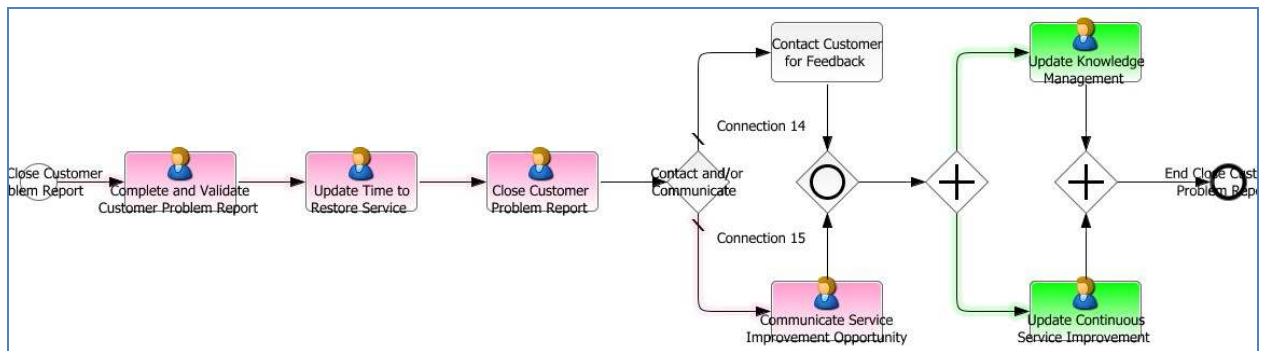 Close Customer
blem Report
Complete and Validate
Customer Problem Report
Update Time to
Restore Service
Close Customer
Problem Report
Contact and/or
Communicate
Connection 14
Connection 15
Contact Customer
for Feedback
Communicate Service
Improvement Opportunity
Update Knowledge
Management
Update Continuous
Service Improvement
End Close Cust
Problem Rep